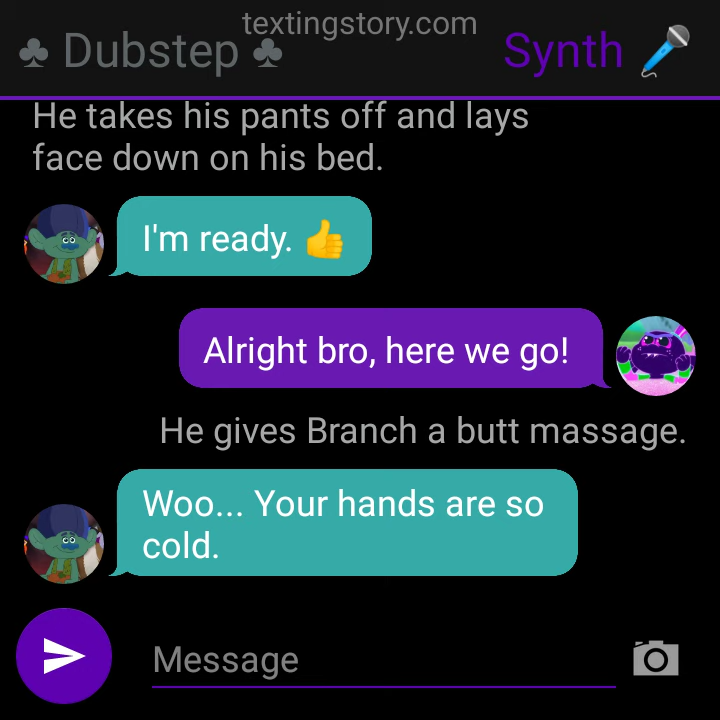 textingstory.com
♣ Dubstep ♣
Synth 🎤
He takes his pants off and lays
face down on his bed.
I'm ready. 👍
Alright bro, here we go!
He gives Branch a butt massage.
Woo... Your hands are so
cold.
Message